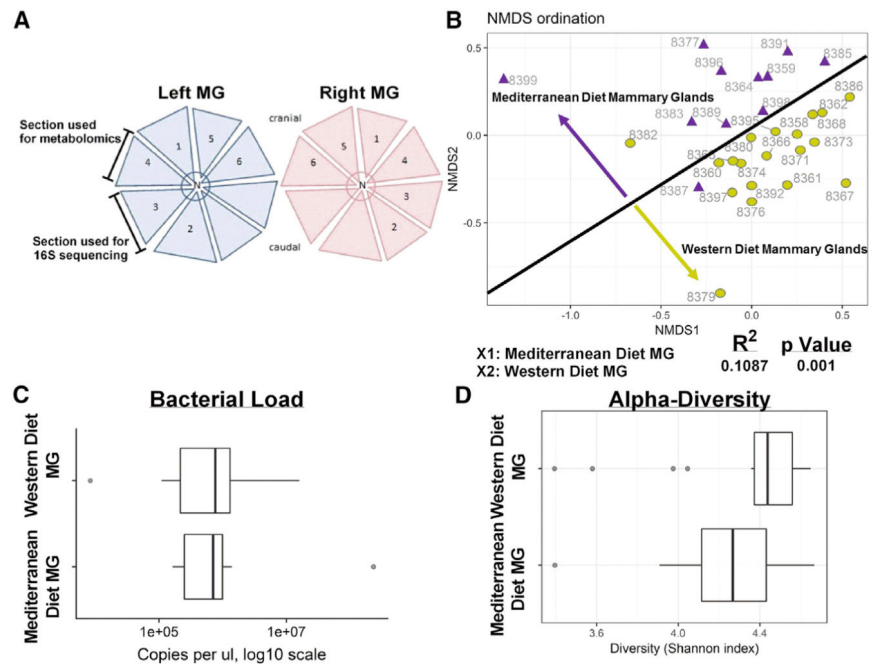 A
Left MG
Right MG
cranial
Section used
for metabolomics
1
5
4
6
N
3
2
Section used for
16S sequencing
5
1
6
4
N
3
2
caudal
B
NMDS ordination
0.5
0.0
-0.5
NMDS2
8377
8391
8385
8396
8399
8364
8359
8386
Mediterranean Diet Mammary Glands
8398
8362
8383
8389
8395
8358
8368
8382
8380
8366
8373
8360
8374
8371
8387
8397
8392
8361
8367
8376
Western Diet Mammary Glands
8379
-1.0
-0.5
0.0
0.5
NMDS1
X1: Mediterranean Diet MG
X2: Western Diet MG
R2
p Value
0.1087
0.001
C
Bacterial Load
Western Diet
MG
Mediterranean
Diet MG
1e+05
1e+07
Copies per ul, log10 scale
D
Alpha-Diversity
Western Diet
MG
Mediterranean
Diet MG
3.6
4.0
4.4
Diversity (Shannon index)